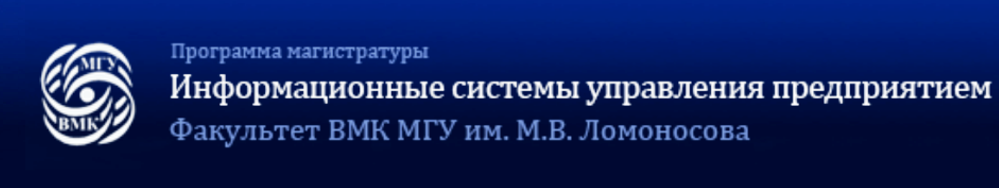 МГУ
ВМК
Программа магистратуры
Информационные системы управления предприятием
Факультет ВМК МГУ им. М.В. Ломоносова